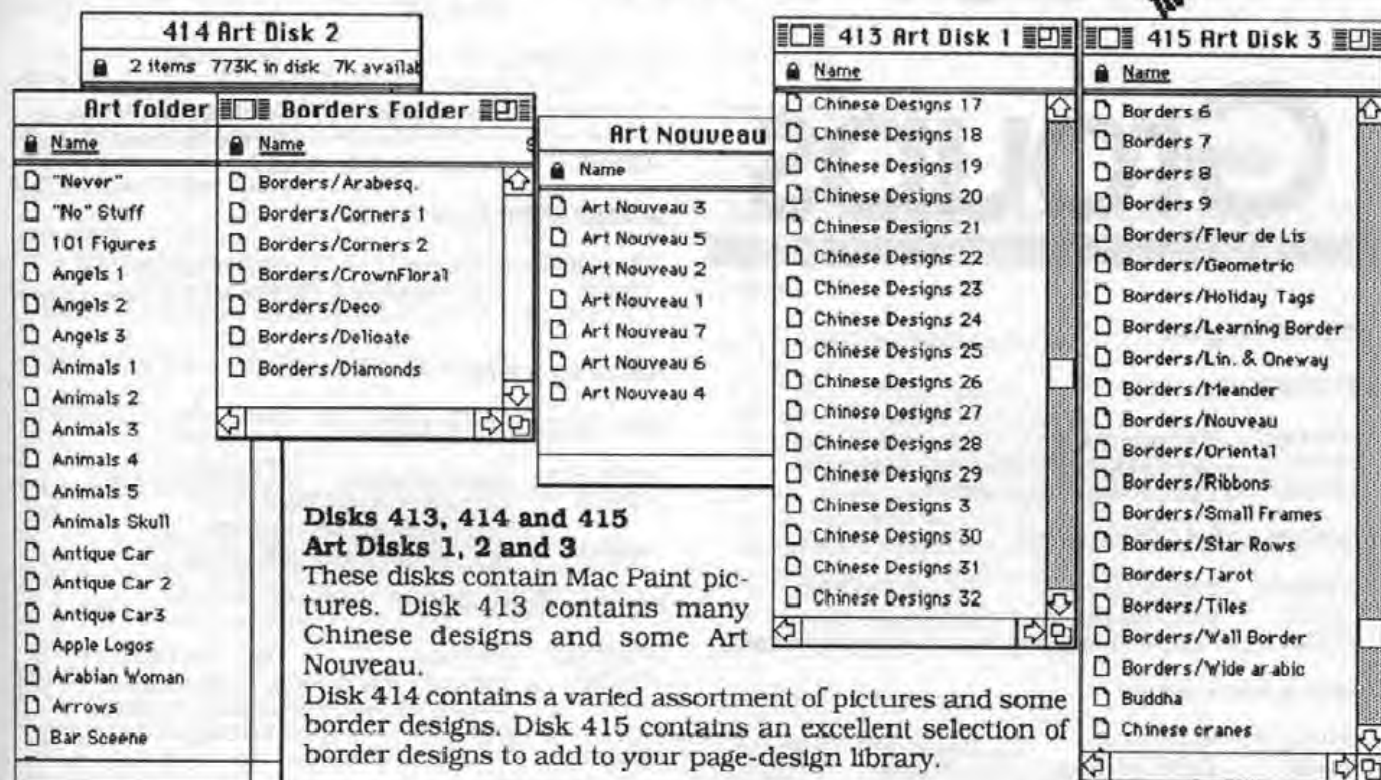 414 Art Disk 2
2 items 773K in disk 7K availab
Art folder
Name
"Never"
"No" Stuff
101 Figures
Angels 1
Angels 2
Angels 3
Animals 1
Animals 2
Animals 3
Animals 4
Animals 5
Animals Skull
Antique Car
Antique Car 2
Antique Car3
Apple Logos
Arabian Woman
Arrows
Bar Sceene
Borders Folder
Name
Borders/Arabesq.
Borders/Corners 1
Borders/Corners 2
Borders/CrownFloral
Borders/Deco
Borders/Delicate
Borders/Diamonds
Art Nouveau
Name
Art Nouveau 3
Art Nouveau 5
Art Nouveau 2
Art Nouveau 1
Art Nouveau 7
Art Nouveau 6
Art Nouveau 4
413 Art Disk 1
Name
Chinese Designs 17
Chinese Designs 18
Chinese Designs 19
Chinese Designs 20
Chinese Designs 21
Chinese Designs 22
Chinese Designs 23
Chinese Designs 24
Chinese Designs 25
Chinese Designs 26
Chinese Designs 27
Chinese Designs 28
Chinese Designs 29
Chinese Designs 3
Chinese Designs 30
Chinese Designs 31
Chinese Designs 32
415 Art Disk 3
Name
Borders 6
Borders 7
Borders 8
Borders 9
Borders/Fleur de Lis
Borders/Geometric
Borders/Holiday Tags
Borders/Learning Border
Borders/Lin. & Oneway
Borders/Meander
Borders/Nouveau
Borders/Oriental
Borders/Ribbons
Borders/Small Frames
Borders/Star Rows
Borders/Tarot
Borders/Tiles
Borders/Wall Border
Borders/Wide arabic
Buddha
Chinese cranes
Disks 413, 414 and 415
Art Disks 1, 2 and 3
These disks contain Mac Paint pic-
tures. Disk 413 contains many
Chinese designs and some Art
Nouveau.
Disk 414 contains a varied assortment of pictures and some
border designs. Disk 415 contains an excellent selection of
border designs to add to your page-design library.